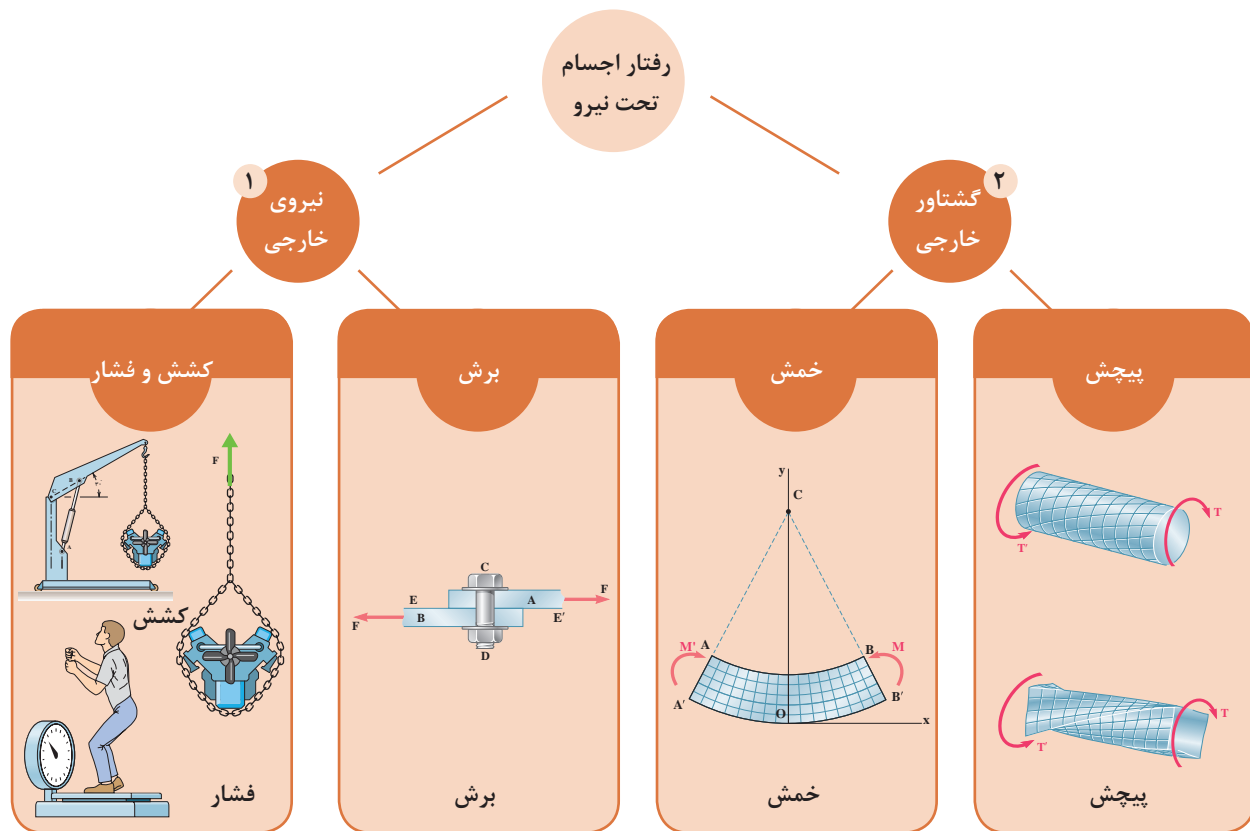 رفتار اجسام
تحت نیرو
۱
نیروی
خارجی
۲
گشتاور
خارجی
کشش و فشار
برش
خمش
پیچش
F
B
C
A
کشش
فشار
C
E
A
F
F
B
E′
D
y
C
M'
A
B
M
A′
O
B′
x
T
T′
T
T′
برش
خمش
پیچش